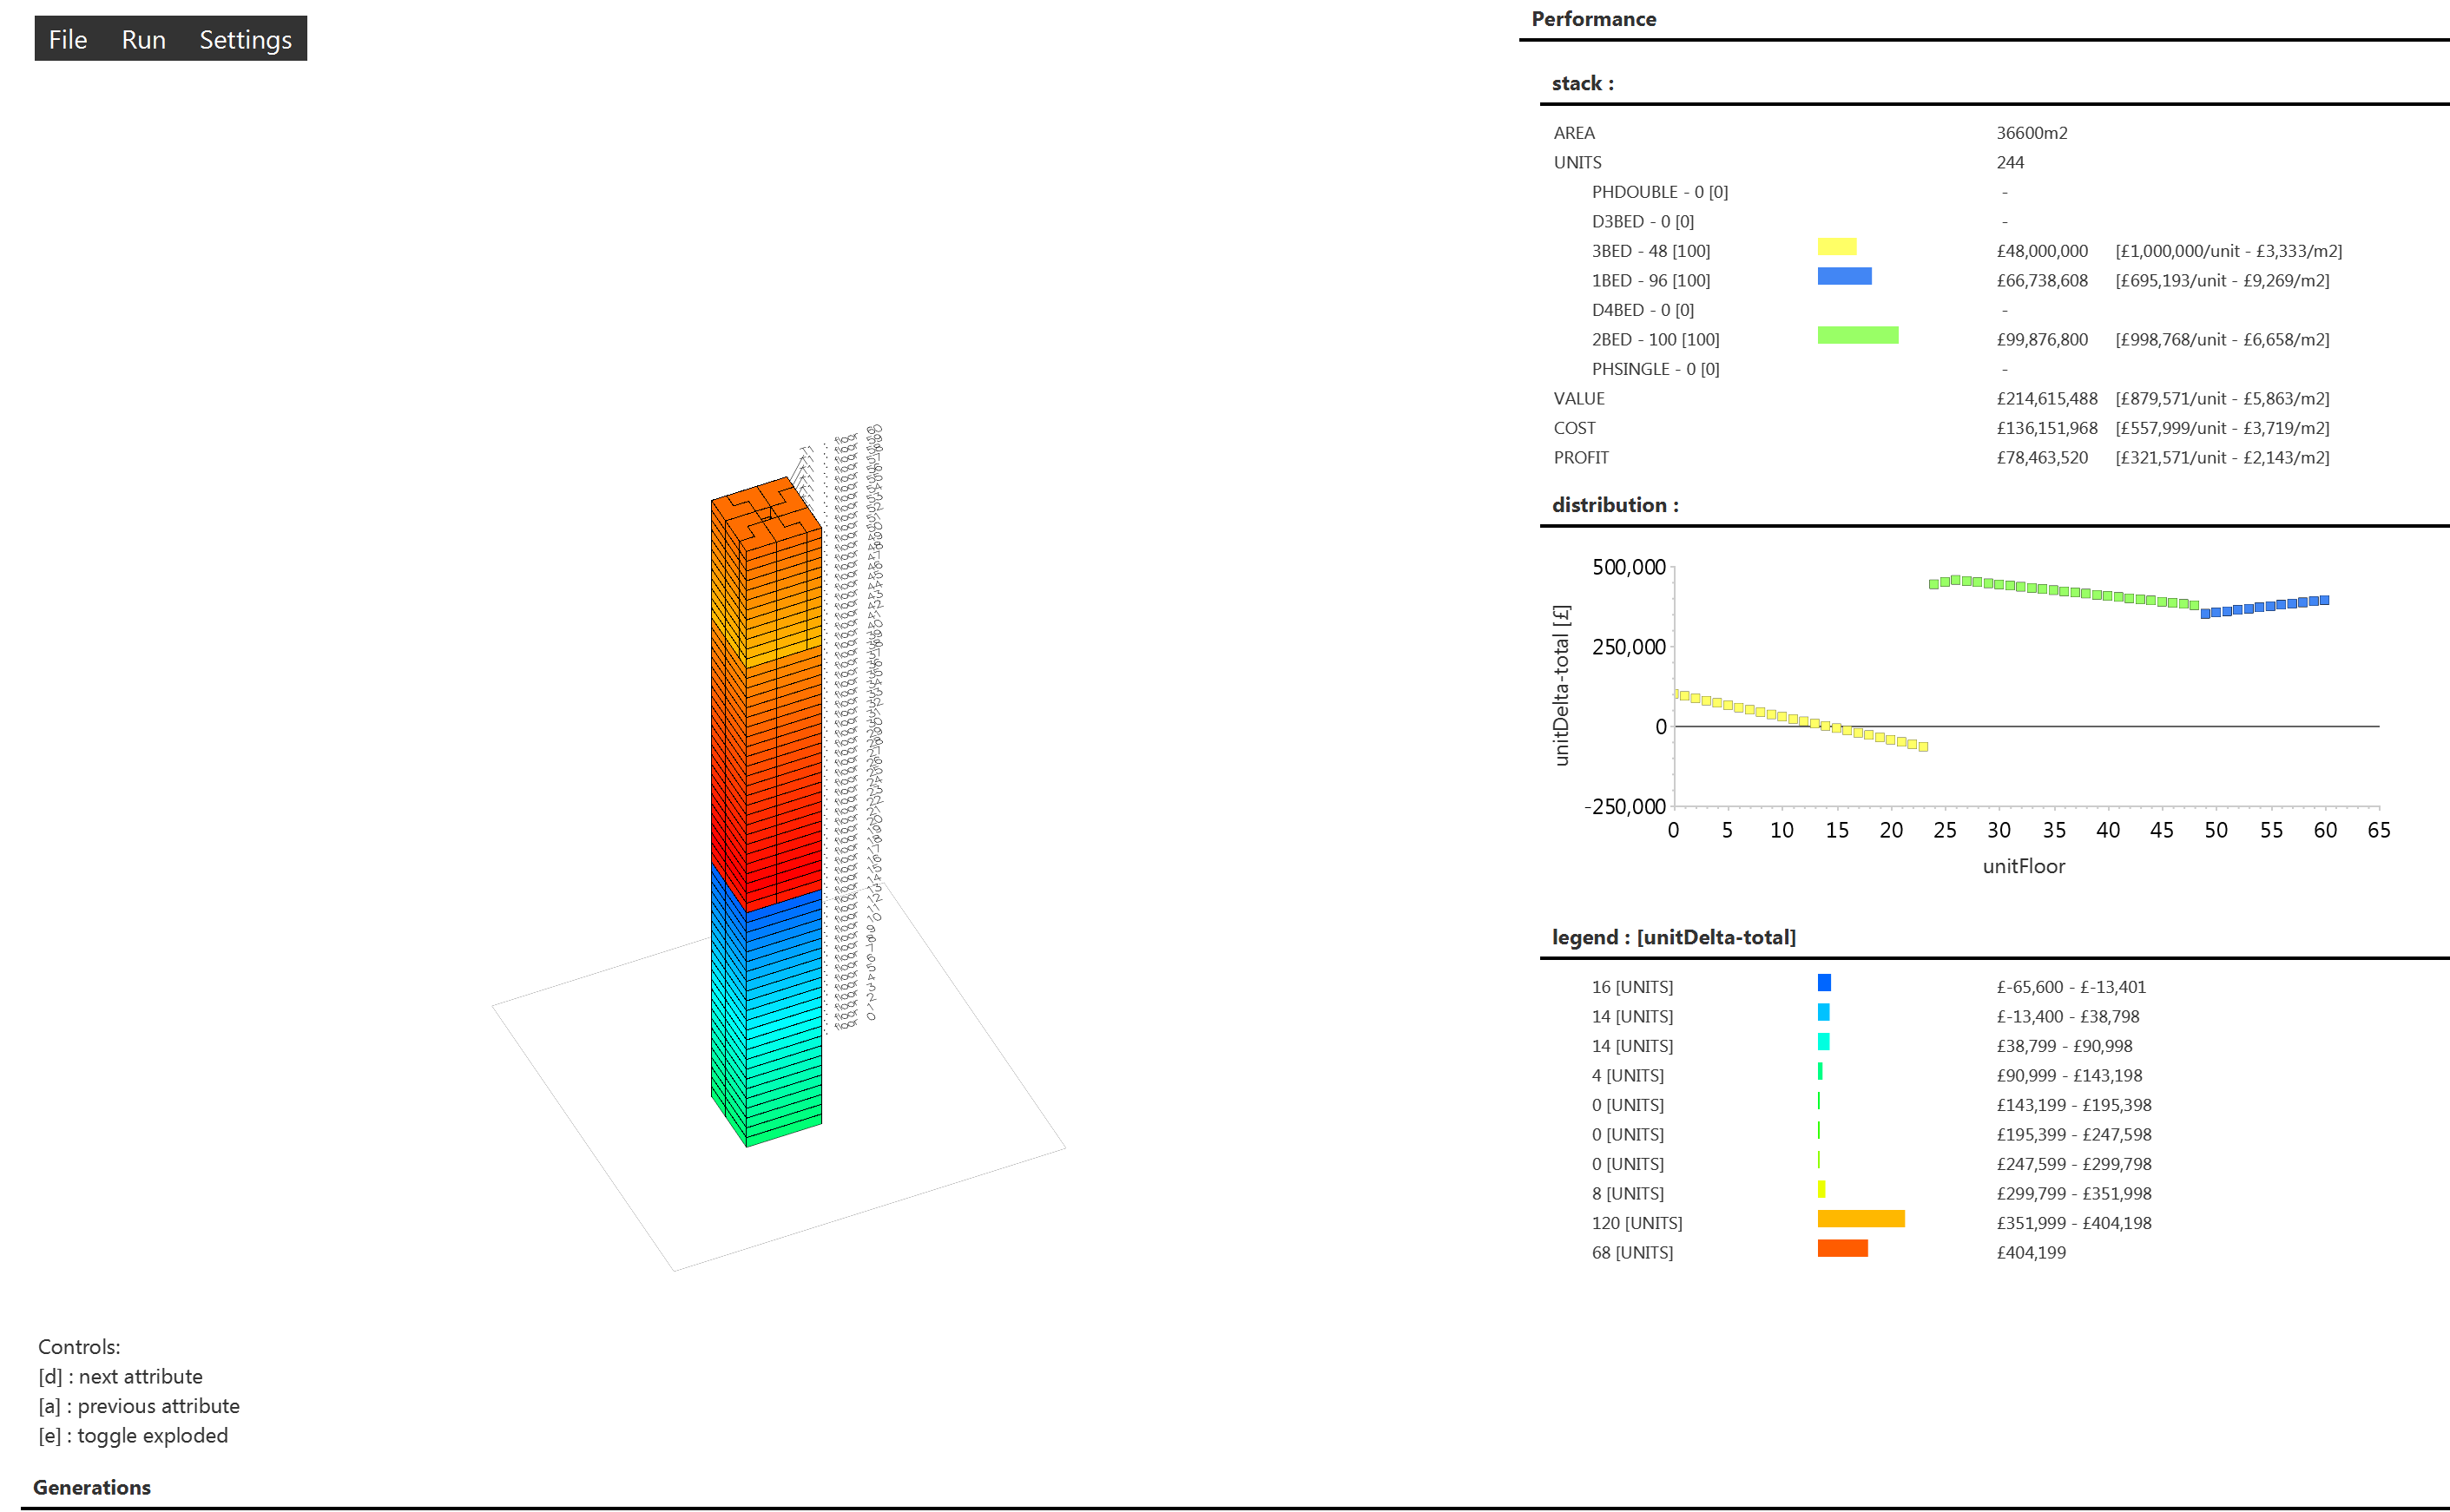 File Run Settings
Performance
stack :
AREA 36600m2
UNITS 244
PHDOUBLE - 0 [0] -
D3BED - 0 [0] -
3BED - 48 [100] £48,000,000 [£1,000,000/unit - £3,333/m2]
1BED - 96 [100] £66,738,608 [£695,193/unit - £9,269/m2]
D4BED - 0 [0] -
2BED - 100 [100] £99,876,800 [£998,768/unit - £6,658/m2]
PHSINGLE - 0 [0] -
VALUE £214,615,488 [£879,571/unit - £5,863/m2]
COST £136,151,968 [£557,999/unit - £3,719/m2]
PROFIT £78,463,520 [£321,571/unit - £2,143/m2]
distribution :
unitDelta-total [£]
500,000
250,000
0
-250,000
0 5 10 15 20 25 30 35 40 45 50 55 60 65
unitFloor
legend : [unitDelta-total]
16 [UNITS] £-65,600 - £-13,401
14 [UNITS] £-13,400 - £38,798
14 [UNITS] £38,799 - £90,998
4 [UNITS] £90,999 - £143,198
0 [UNITS] £143,199 - £195,398
0 [UNITS] £195,399 - £247,598
0 [UNITS] £247,599 - £299,798
8 [UNITS] £299,799 - £351,998
120 [UNITS] £351,999 - £404,198
68 [UNITS] £404,199
Controls:
[d] : next attribute
[a] : previous attribute
[e] : toggle exploded
Generations